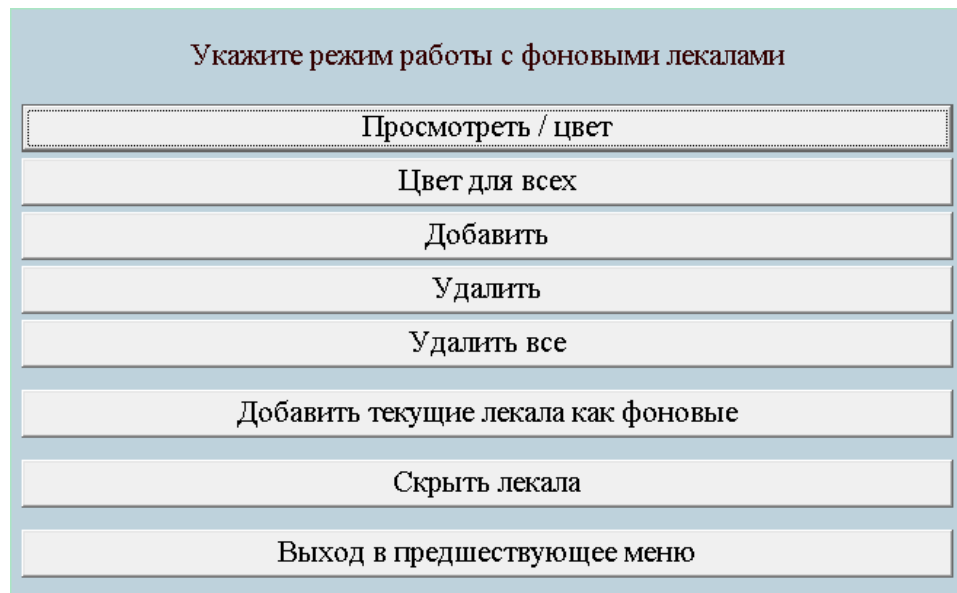 Укажите режим работы с фоновыми лекалами
Просмотреть / цвет
Цвет для всех
Добавить
Удалить
Удалить все
Добавить текущие лекала как фоновые
Скрыть лекала
Выход в предшествующее меню